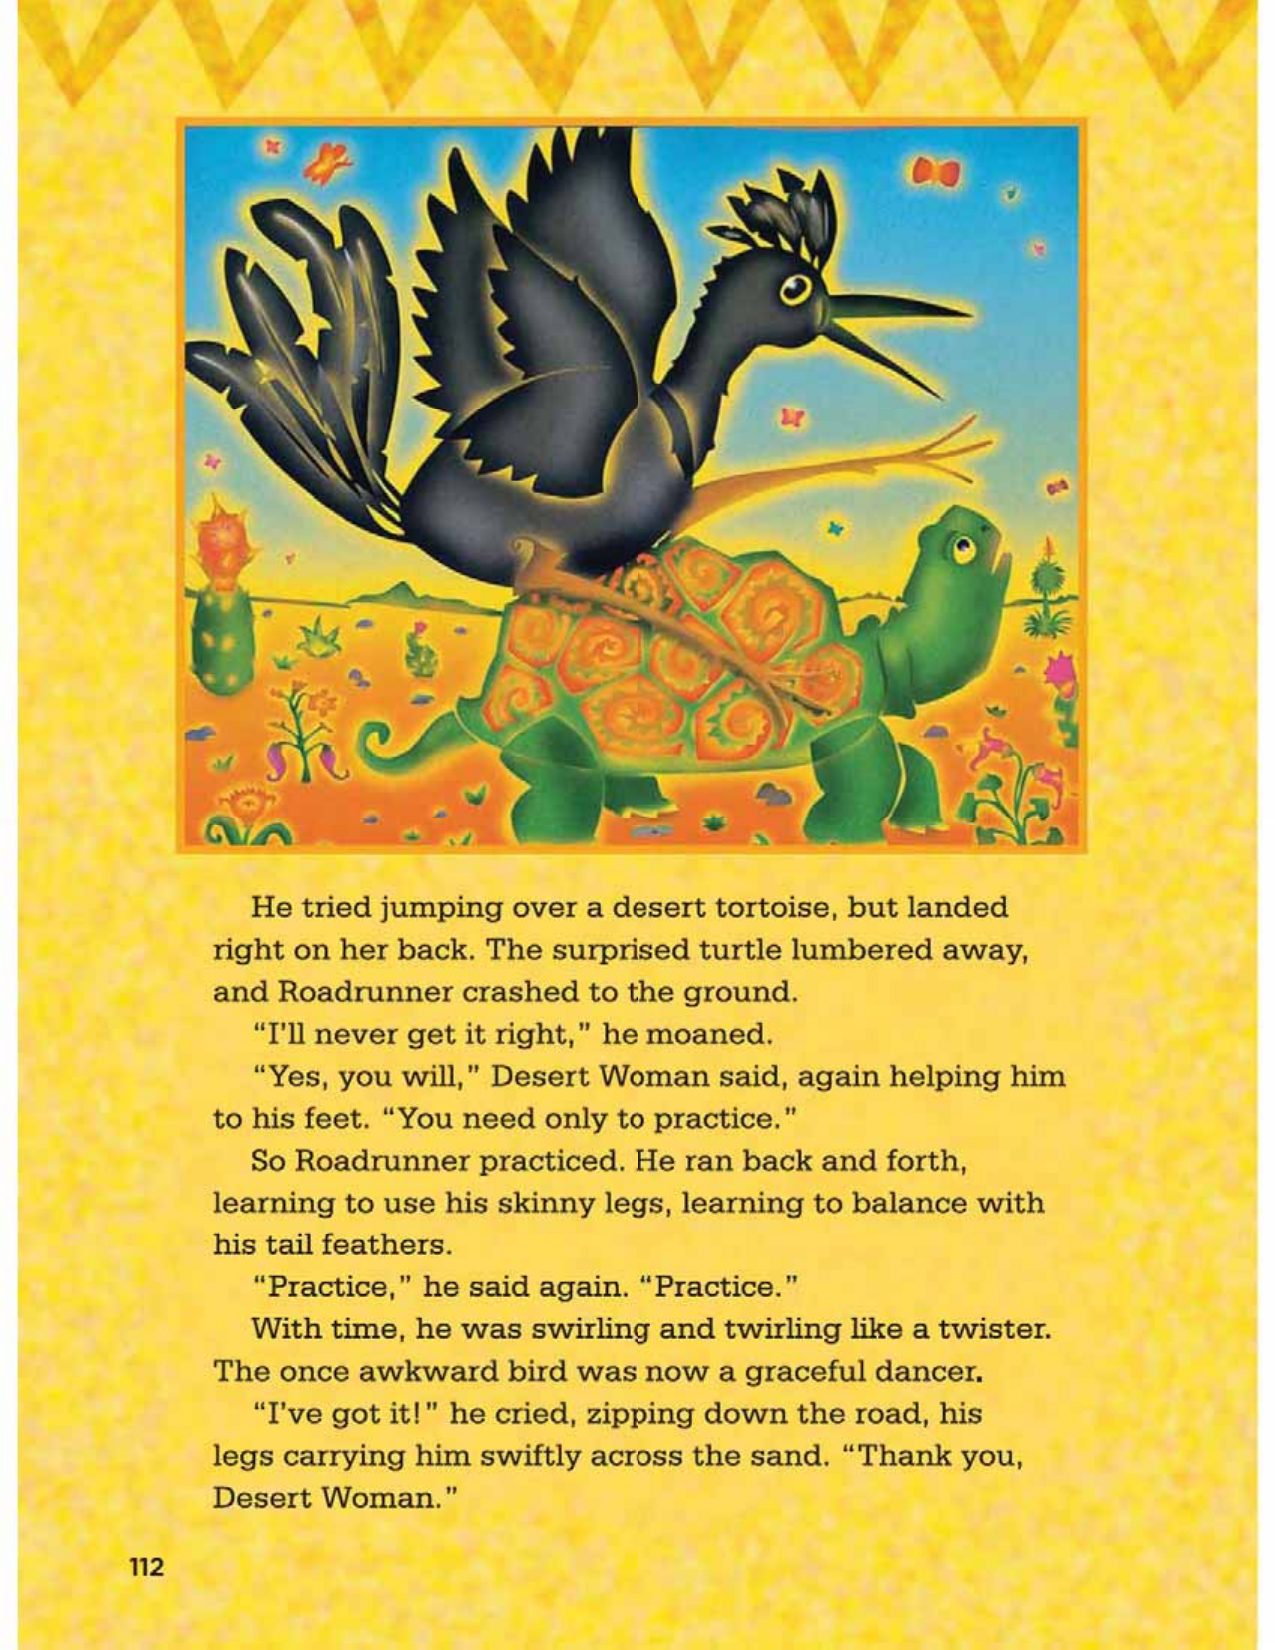 He tried jumping over a desert tortoise, but landed
right on her back. The surprised turtle lumbered away,
and Roadrunner crashed to the ground.
“I’ll never get it right,” he moaned.
“Yes, you will,” Desert Woman said, again helping him
to his feet. “You need only to practice.”
So Roadrunner practiced. He ran back and forth,
learning to use his skinny legs, learning to balance with
his tail feathers.
“Practice,” he said again. “Practice.”
With time, he was swirling and twirling like a twister.
The once awkward bird was now a graceful dancer.
“I’ve got it!” he cried, zipping down the road, his
legs carrying him swiftly across the sand. “Thank you,
Desert Woman.”
112